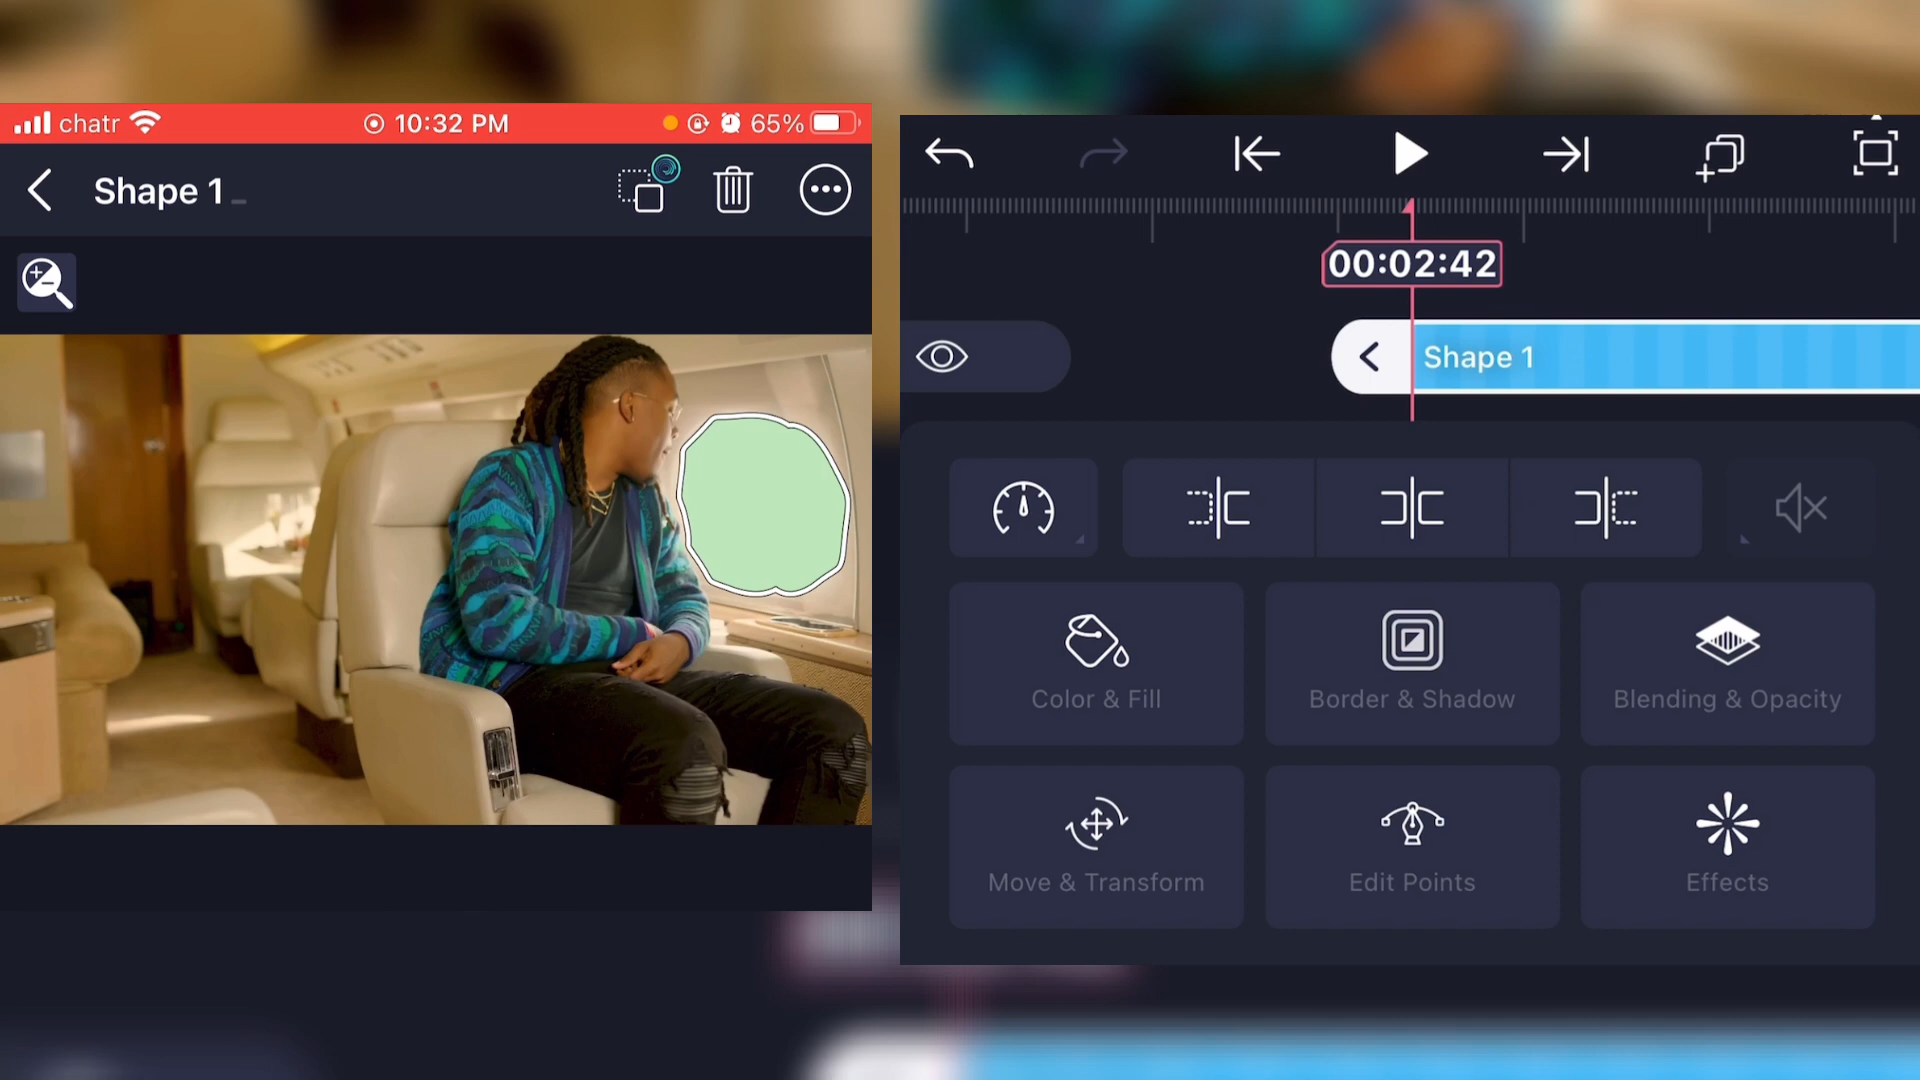 chatr 10:32 PM 65%
Shape 1
00:02:42
Shape 1
Color & Fill
Border & Shadow
Blending & Opacity
Move & Transform
Edit Points
Effects